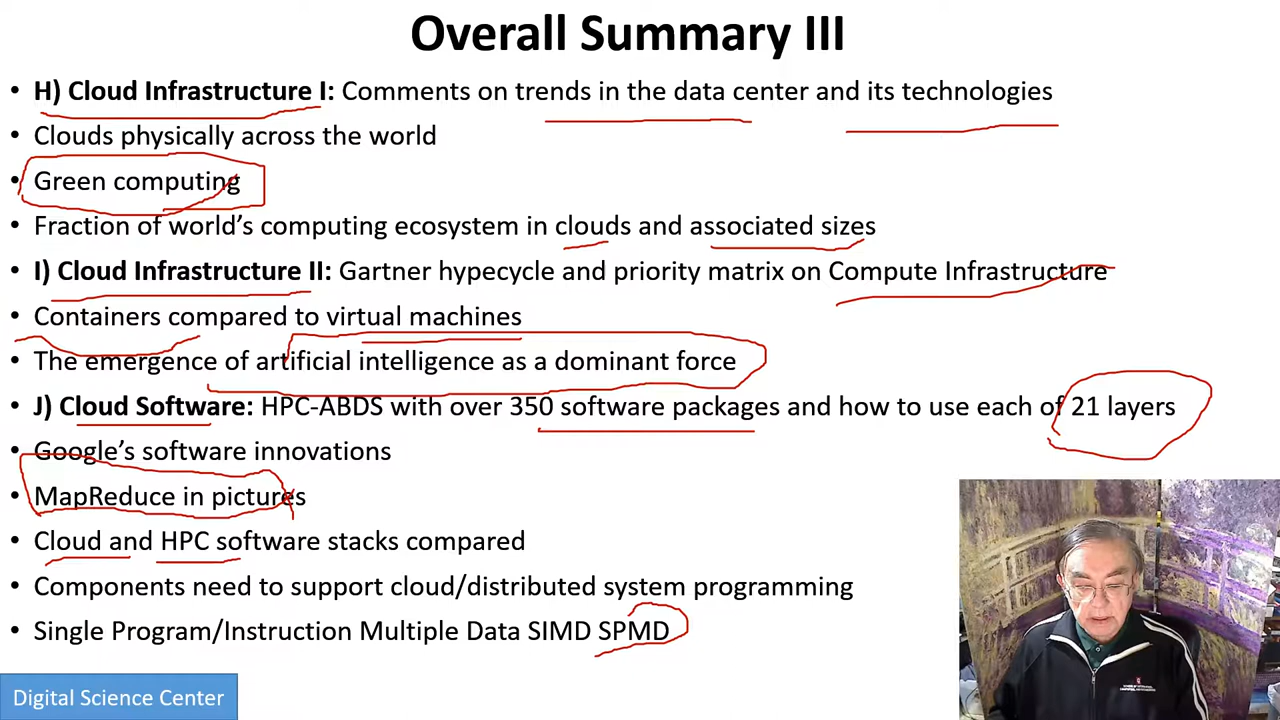 Overall Summary III
• H) Cloud Infrastructure I: Comments on trends in the data center and its technologies
• Clouds physically across the world
• Green computing
• Fraction of world's computing ecosystem in clouds and associated sizes
• I) Cloud Infrastructure II: Gartner hypecycle and priority matrix on Compute Infrastructure
• Containers compared to virtual machines
• The emergence of artificial intelligence as a dominant force
• J) Cloud Software: HPC-ABDS with over 350 software packages and how to use each of 21 layers
• Google's software innovations
• MapReduce in pictures
• Cloud and HPC software stacks compared
• Components need to support cloud/distributed system programming
• Single Program/Instruction Multiple Data SIMD SPMD
Digital Science Center